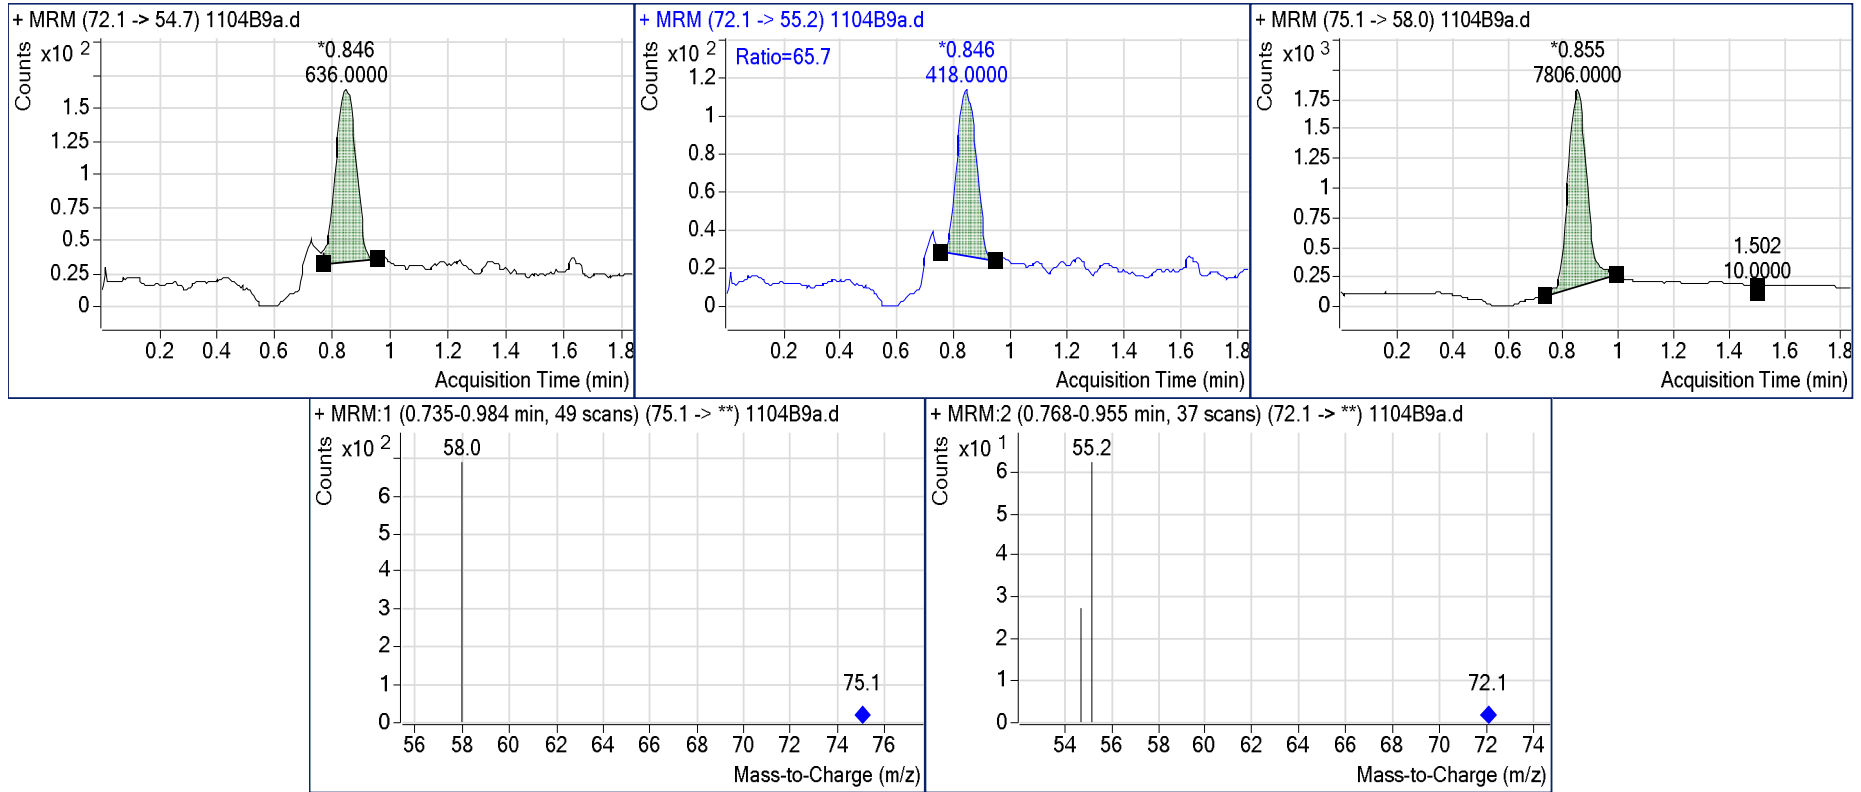 + MRM (72.1 -> 54.7) 1104B9a.d
Counts
x10 2
*0.846
636.0000
1.5
1.25
1
0.75
0.5
0.25
0
0.2 0.4 0.6 0.8 1 1.2 1.4 1.6 1.8
Acquisition Time (min)
+ MRM (72.1 -> 55.2) 1104B9a.d
Counts
x10 2
Ratio=65.7
*0.846
418.0000
1.2
1
0.8
0.6
0.4
0.2
0
0.2 0.4 0.6 0.8 1 1.2 1.4 1.6 1.8
Acquisition Time (min)
+ MRM (75.1 -> 58.0) 1104B9a.d
Counts
x10 3
*0.855
7806.0000
1.75
1.5
1.25
1
0.75
0.5
0.25
0
1.502
10.0000
0.2 0.4 0.6 0.8 1 1.2 1.4 1.6 1.8
Acquisition Time (min)
+ MRM:1 (0.735-0.984 min, 49 scans) (75.1 -> **) 1104B9a.d
Counts
x10 2
58.0
6
5
4
3
2
1
0
75.1
56 58 60 62 64 66 68 70 72 74 76
Mass-to-Charge (m/z)
+ MRM:2 (0.768-0.955 min, 37 scans) (72.1 -> **) 1104B9a.d
Counts
x10 1
55.2
6
5
4
3
2
1
0
72.1
54 56 58 60 62 64 66 68 70 72 74
Mass-to-Charge (m/z)